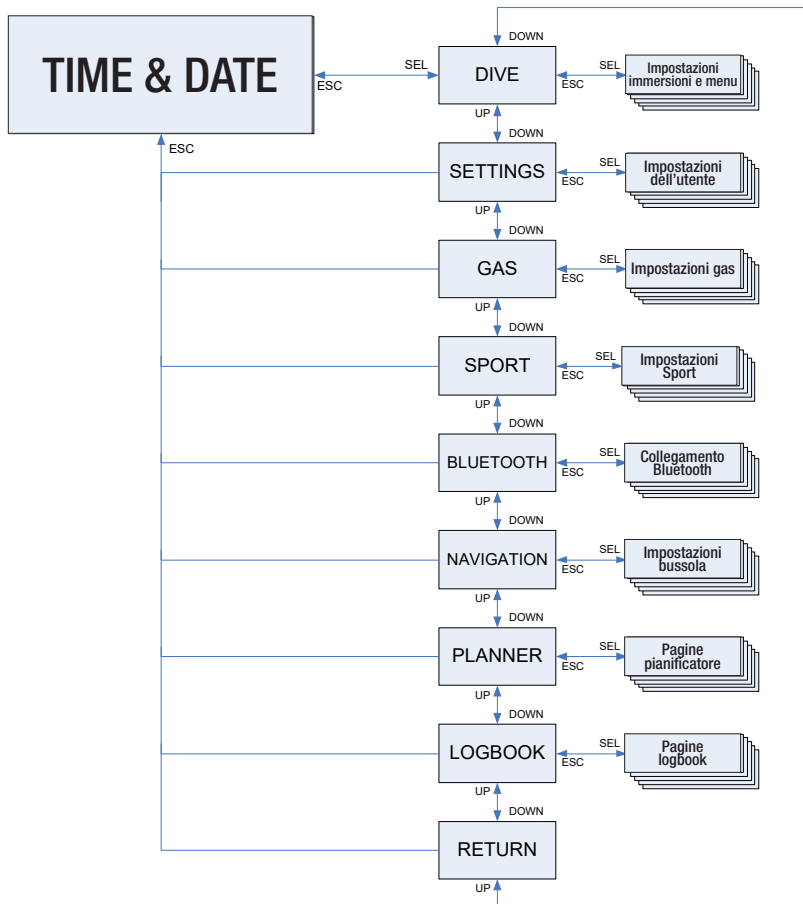 DOWN
TIME & DATE
SEL
ESC
DIVE
SEL
ESC
Impostazioni
immersioni e menu
UP
DOWN
ESC
SETTINGS
SEL
ESC
Impostazioni
dell'utente
UP
DOWN
GAS
SEL
ESC
Impostazioni gas
UP
DOWN
SPORT
SEL
ESC
Impostazioni
Sport
UP
DOWN
BLUETOOTH
SEL
ESC
Collegamento
Bluetooth
UP
DOWN
NAVIGATION
SEL
ESC
Impostazioni
bussola
UP
DOWN
PLANNER
SEL
ESC
Pagine
pianificatore
UP
DOWN
LOGBOOK
SEL
ESC
Pagine
logbook
UP
DOWN
RETURN
UP